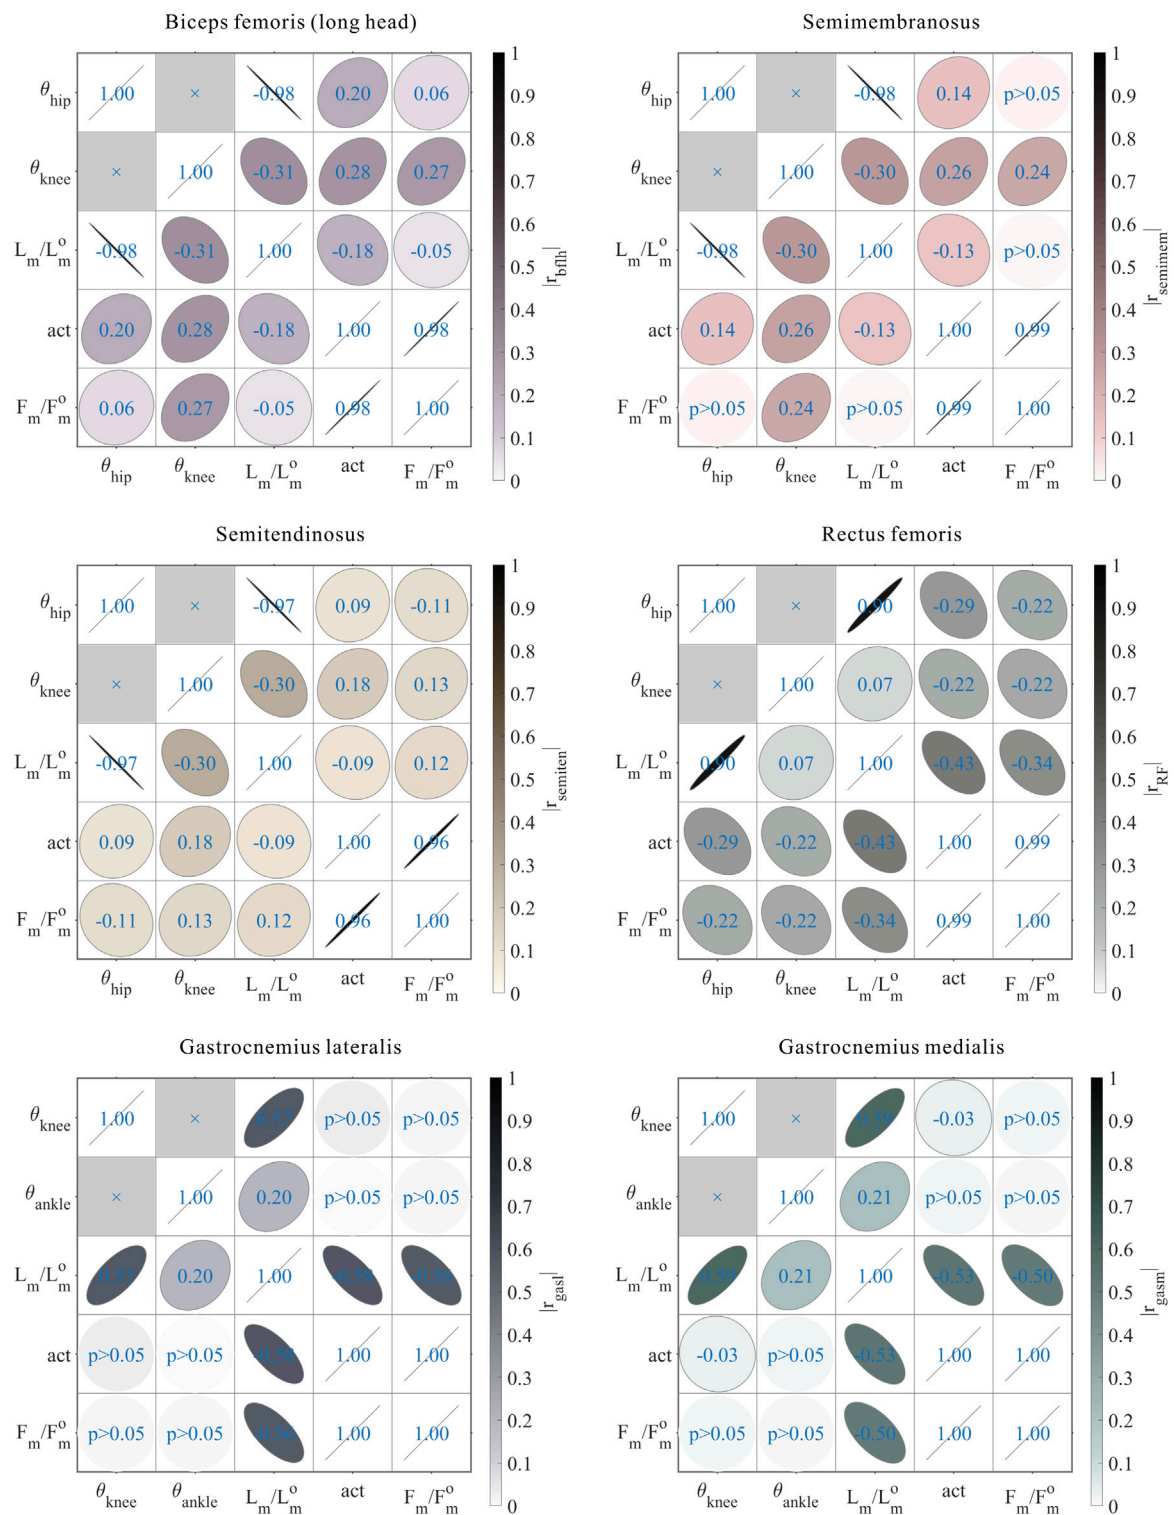 Biceps femoris (long head)
θhip 1.00 × -0.98 0.20 0.06
θknee × 1.00 -0.31 0.28 0.27
Lm/Lom -0.98 -0.31 1.00 -0.18 -0.05
act 0.20 0.28 -0.18 1.00 0.98
Fm/Fom 0.06 0.27 -0.05 0.98 1.00
θhip θknee Lm/Lom act Fm/Fom
1
0.9
0.8
0.7
0.6
0.5
0.4
0.3
0.2
0.1
0
|rbflh|
Semimembranosus
θhip 1.00 × -0.98 0.14 p>0.05
θknee × 1.00 -0.30 0.26 0.24
Lm/Lom -0.98 -0.30 1.00 -0.13 p>0.05
act 0.14 0.26 -0.13 1.00 0.99
Fm/Fom p>0.05 0.24 p>0.05 0.99 1.00
θhip θknee Lm/Lom act Fm/Fom
1
0.9
0.8
0.7
0.6
0.5
0.4
0.3
0.2
0.1
0
|rsemimem|
Semitendinosus
θhip 1.00 × -0.97 0.09 -0.11
θknee × 1.00 -0.30 0.18 0.13
Lm/Lom -0.97 -0.30 1.00 -0.09 0.12
act 0.09 0.18 -0.09 1.00 0.96
Fm/Fom -0.11 0.13 0.12 0.96 1.00
θhip θknee Lm/Lom act Fm/Fom
1
0.9
0.8
0.7
0.6
0.5
0.4
0.3
0.2
0.1
0
|rsemiten|
Rectus femoris
θhip 1.00 × 0.90 -0.29 -0.22
θknee × 1.00 0.07 -0.22 -0.22
Lm/Lom 0.90 0.07 1.00 -0.43 -0.34
act -0.29 -0.22 -0.43 1.00 0.99
Fm/Fom -0.22 -0.22 -0.34 0.99 1.00
θhip θknee Lm/Lom act Fm/Fom
1
0.9
0.8
0.7
0.6
0.5
0.4
0.3
0.2
0.1
0
|rRF|
Gastrocnemius lateralis
θknee 1.00 × 0.57 p>0.05 p>0.05
θankle × 1.00 0.20 p>0.05 p>0.05
Lm/Lom 0.57 0.20 1.00 -0.58 -0.56
act p>0.05 p>0.05 -0.58 1.00 1.00
Fm/Fom p>0.05 p>0.05 -0.56 1.00 1.00
θknee θankle Lm/Lom act Fm/Fom
1
0.9
0.8
0.7
0.6
0.5
0.4
0.3
0.2
0.1
0
|rgasl|
Gastrocnemius medialis
θknee 1.00 × 0.59 -0.03 p>0.05
θankle × 1.00 0.21 p>0.05 p>0.05
Lm/Lom 0.59 0.21 1.00 -0.53 -0.50
act -0.03 p>0.05 -0.53 1.00 1.00
Fm/Fom p>0.05 p>0.05 -0.50 1.00 1.00
θknee θankle Lm/Lom act Fm/Fom
1
0.9
0.8
0.7
0.6
0.5
0.4
0.3
0.2
0.1
0
|rgasm|